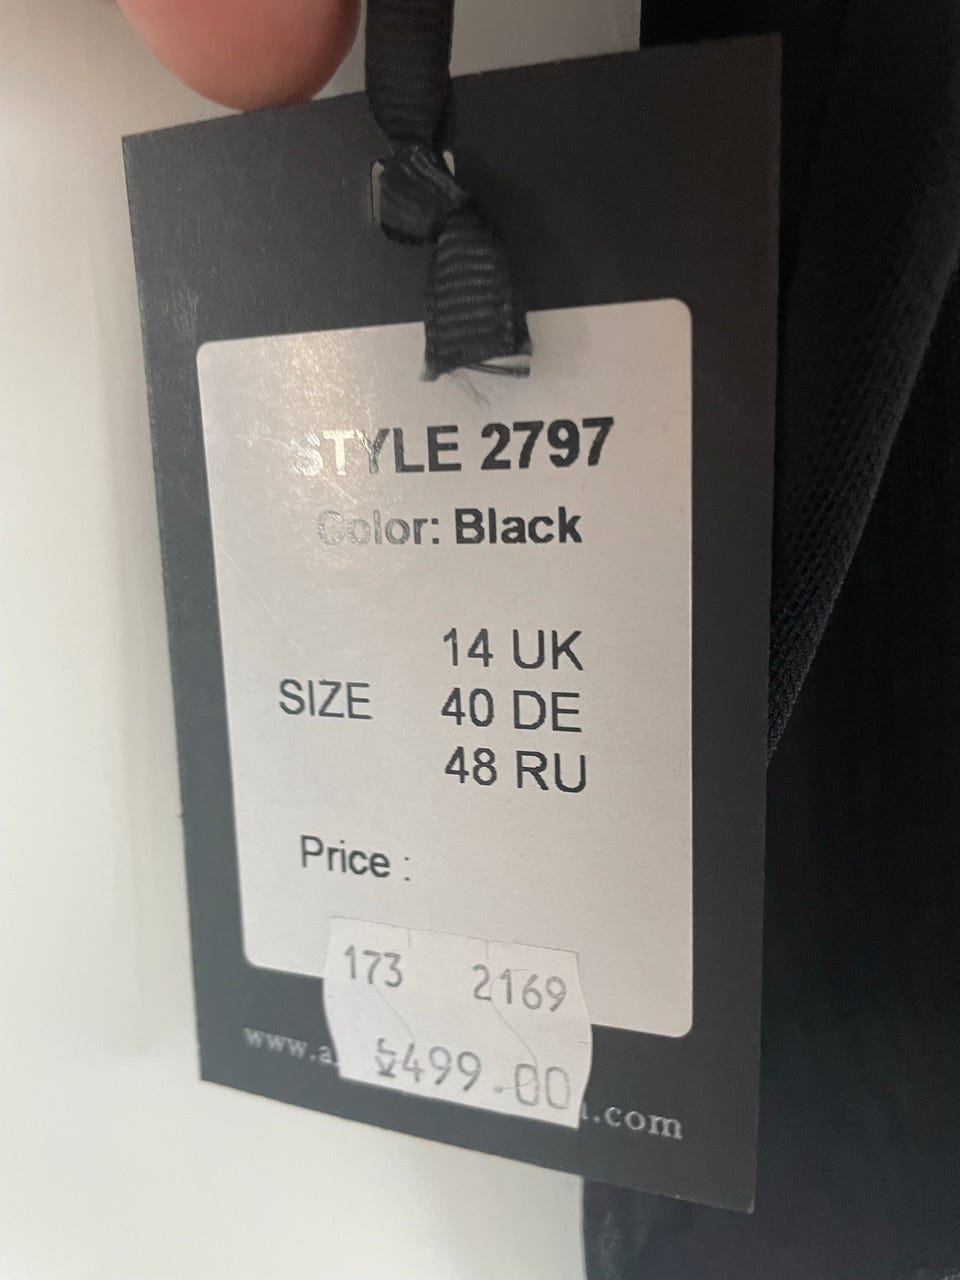 STYLE 2797
Color: Black
14 UK
SIZE 40 DE
48 RU
Price :
173 2169
499.00
www.a
.com